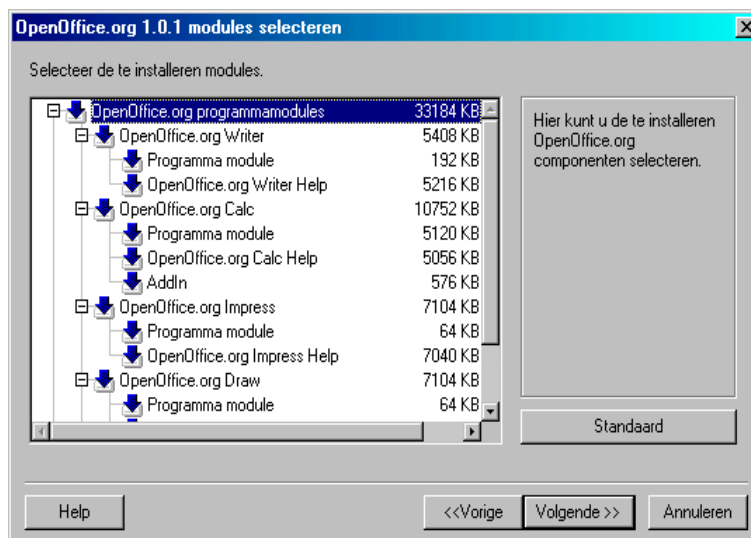 OpenOffice.org 1.0.1 modules selecteren
Selecteer de te installeren modules.
OpenOffice.org programmamodules 33184 KB
OpenOffice.org Writer 5408 KB
Programma module 192 KB
OpenOffice.org Writer Help 5216 KB
OpenOffice.org Calc 10752 KB
Programma module 5120 KB
OpenOffice.org Calc Help 5056 KB
AddIn 576 KB
OpenOffice.org Impress 7104 KB
Programma module 64 KB
OpenOffice.org Impress Help 7040 KB
OpenOffice.org Draw 7104 KB
Programma module 64 KB
Hier kunt u de te installeren
OpenOffice.org
componenten selecteren.
Standaard
Help
<<Vorige
Volgende >>
Annuleren